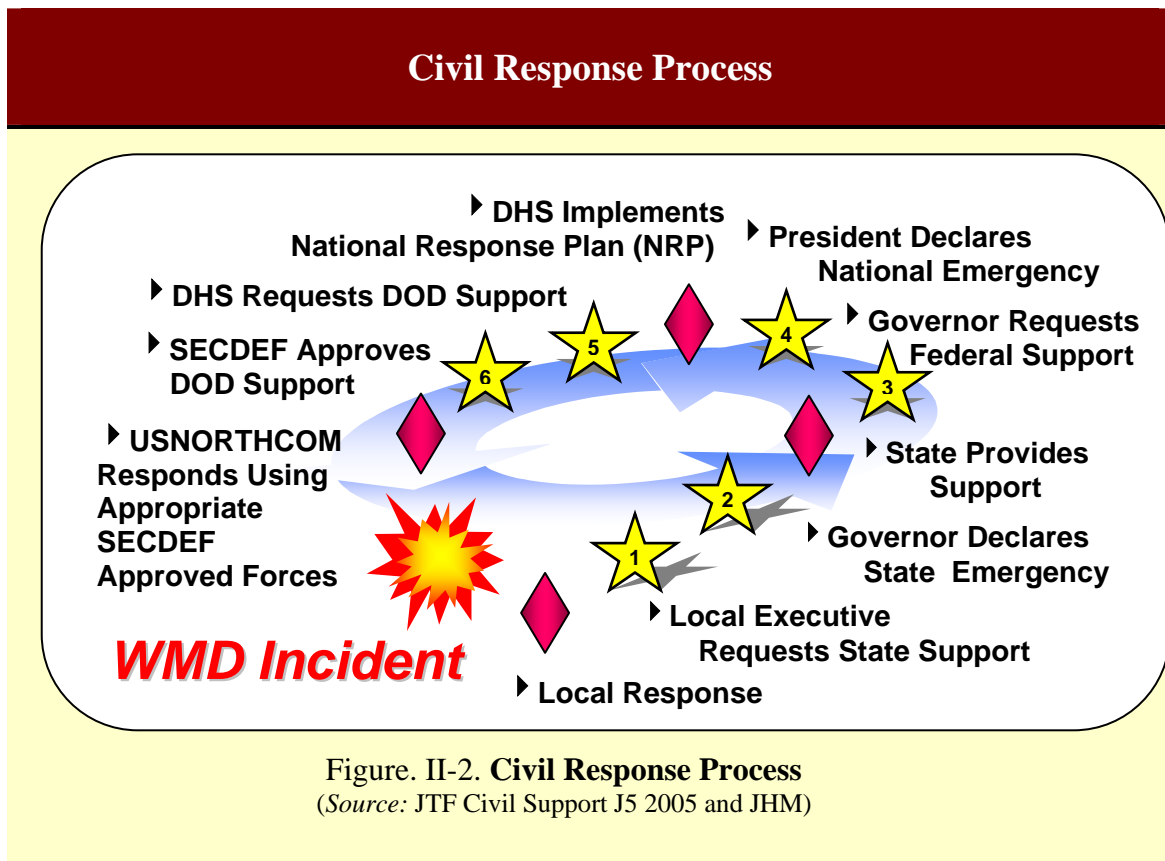 Civil Response Process
DHS Implements
National Response Plan (NRP)
President Declares
National Emergency
DHS Requests DOD Support
Governor Requests
Federal Support
SECDEF Approves
DOD Support
4
5
6
3
USNORTHCOM
Responds Using
Appropriate
SECDEF
Approved Forces
State Provides
Support
2
Governor Declares
State Emergency
1
Local Executive
Requests State Support
WMD Incident
Local Response
Figure. II-2. Civil Response Process
(Source: JTF Civil Support J5 2005 and JHM)